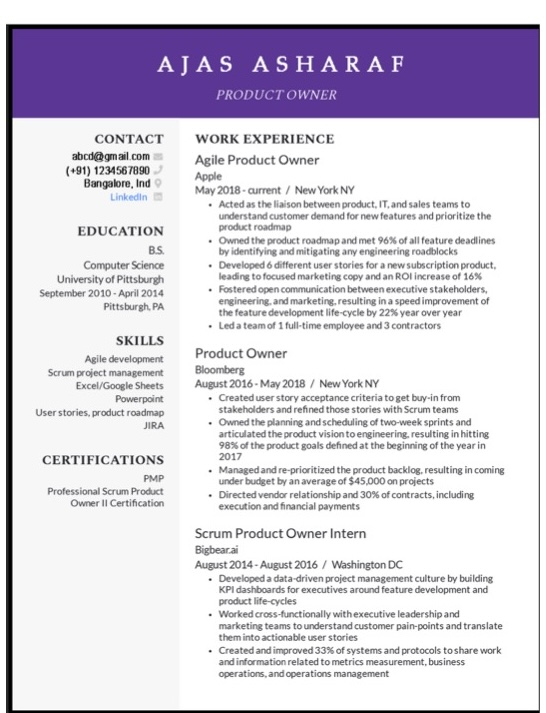 AJAS ASHARAF
PRODUCT OWNER
CONTACT
abcd@gmail.com
(+91) 1234567890
Bangalore, Ind
LinkedIn
EDUCATION
B.S.
Computer Science
University of Pittsburgh
September 2010 - April 2014
Pittsburgh, PA
SKILLS
Agile development
Scrum project management
Excel/Google Sheets
Powerpoint
User stories, product roadmap
JIRA
CERTIFICATIONS
PMP
Professional Scrum Product
Owner II Certification
WORK EXPERIENCE
Agile Product Owner
Apple
May 2018 - current / New York NY
• Acted as the liaison between product, IT, and sales teams to
understand customer demand for new features and prioritize the
product roadmap
• Owned the product roadmap and met 96% of all feature deadlines
by identifying and mitigating any engineering roadblocks
• Developed 6 different user stories for a new subscription product,
leading to focused marketing copy and an ROI increase of 16%
• Fostered open communication between executive stakeholders,
engineering, and marketing, resulting in a speed improvement of
the feature development life-cycle by 22% year over year
• Led a team of 1 full-time employee and 3 contractors
Product Owner
Bloomberg
August 2016 - May 2018 / New York NY
• Created user story acceptance criteria to get buy-in from
stakeholders and refined those stories with Scrum teams
• Owned the planning and scheduling of two-week sprints and
articulated the product vision to engineering, resulting in hitting
98% of the product goals defined at the beginning of the year in
2017
• Managed and re-prioritized the product backlog, resulting in coming
under budget by an average of $45,000 on projects
• Directed vendor relationship and 30% of contracts, including
execution and financial payments
Scrum Product Owner Intern
Bigbear.ai
August 2014 - August 2016 / Washington DC
• Developed a data-driven project management culture by building
KPI dashboards for executives around feature development and
product life-cycles
• Worked cross-functionally with executive leadership and
marketing teams to understand customer pain-points and translate
them into actionable user stories
• Created and improved 33% of systems and protocols to share work
and information related to metrics measurement, business
operations, and operations management